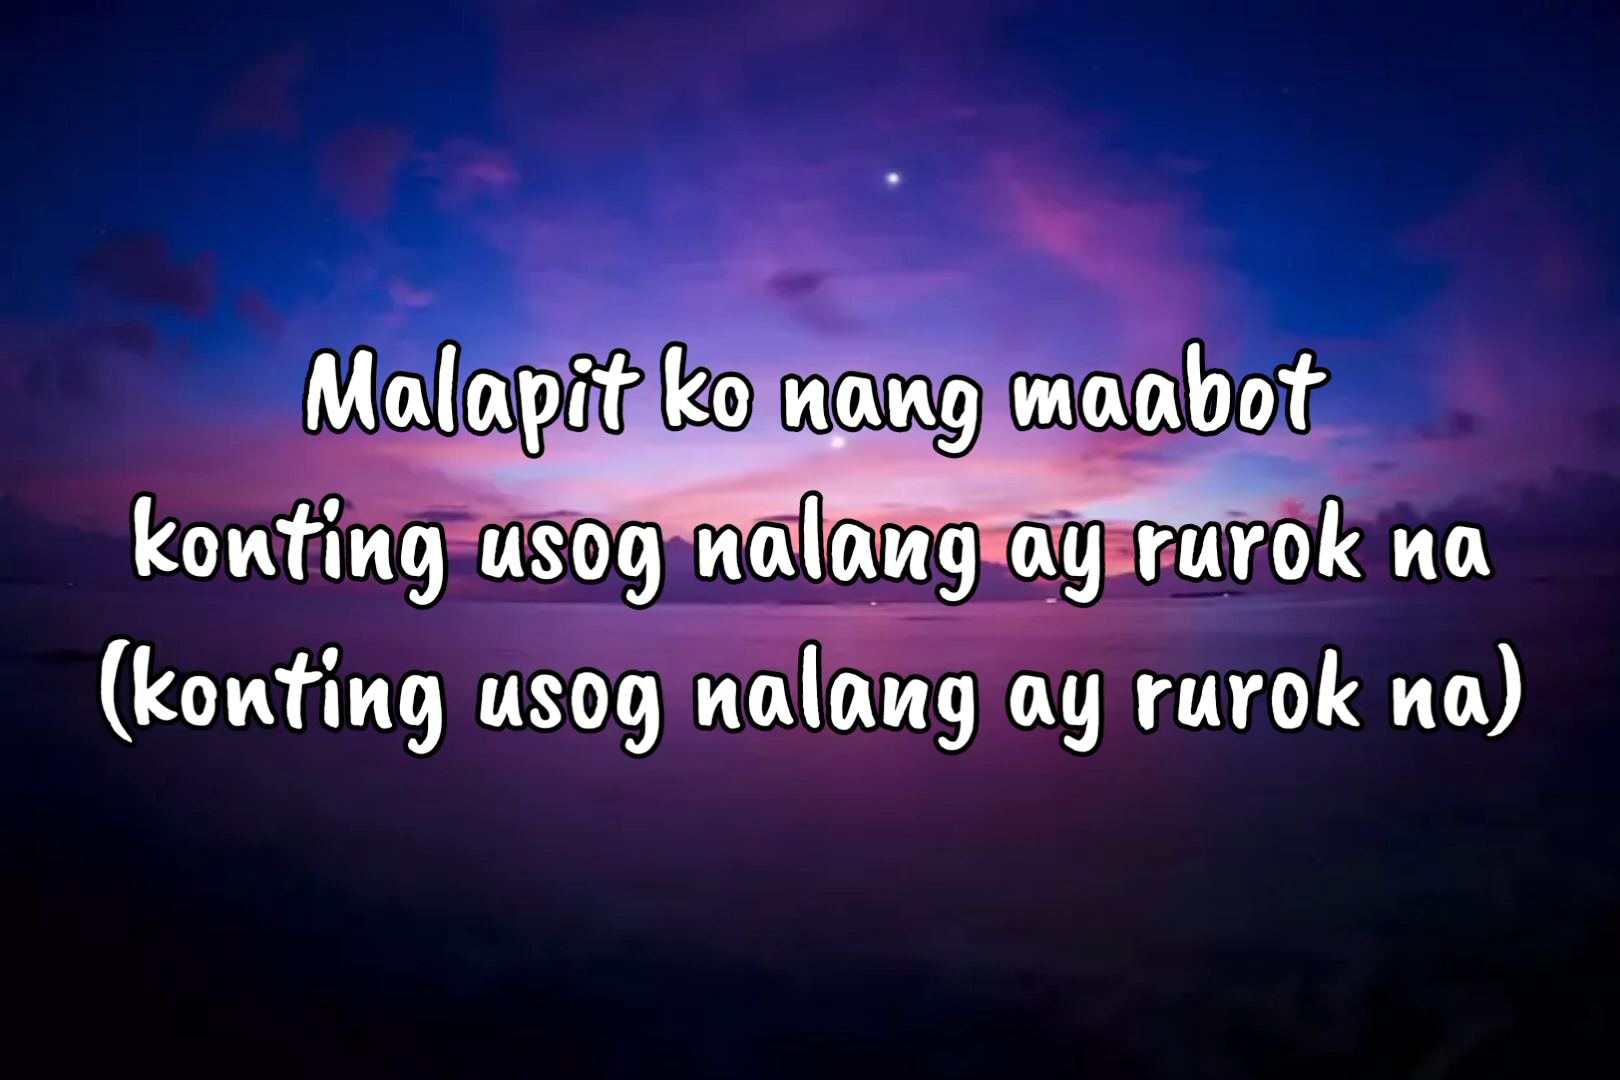 Malapit ko nang maabot
konting usog nalang ay rurok na
(konting usog nalang ay rurok na)